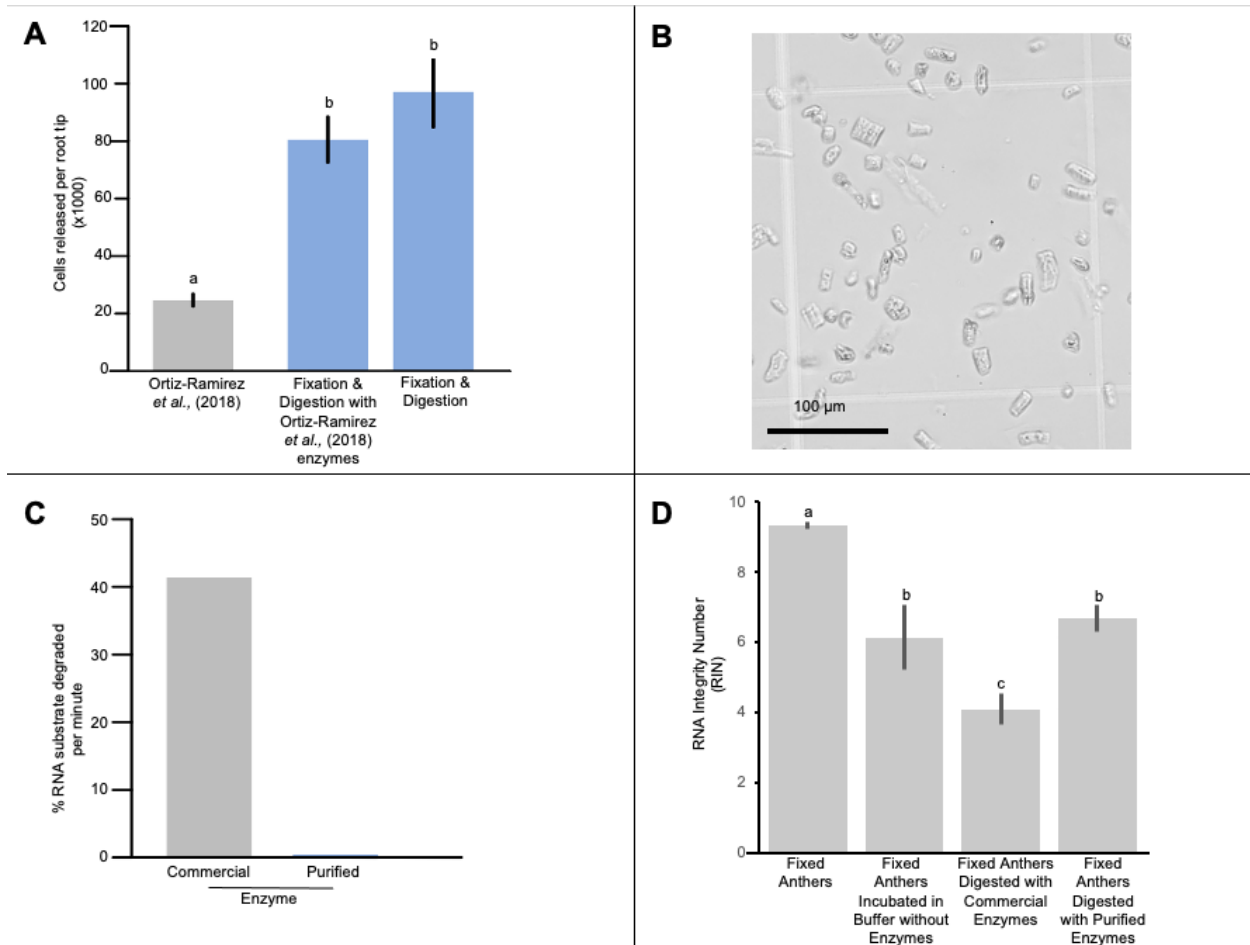 A
120
100
80
60
40
20
0
Cells released per root tip
(x1000)
a
b
b
Ortiz-Ramirez
et al., (2018)
Fixation &
Digestion with
Ortiz-Ramirez
et al., (2018)
enzymes
Fixation &
Digestion
B
100 µm
C
50
40
30
20
10
0
% RNA substrate degraded
per minute
Commercial
Purified
Enzyme
D
10
8
6
4
2
0
RNA Integrity Number
(RIN)
a
b
c
b
Fixed
Anthers
Fixed
Anthers
Incubated in
Buffer without
Enzymes
Fixed Anthers
Digested with
Commercial
Enzymes
Fixed
Anthers
Digested
with Purified
Enzymes